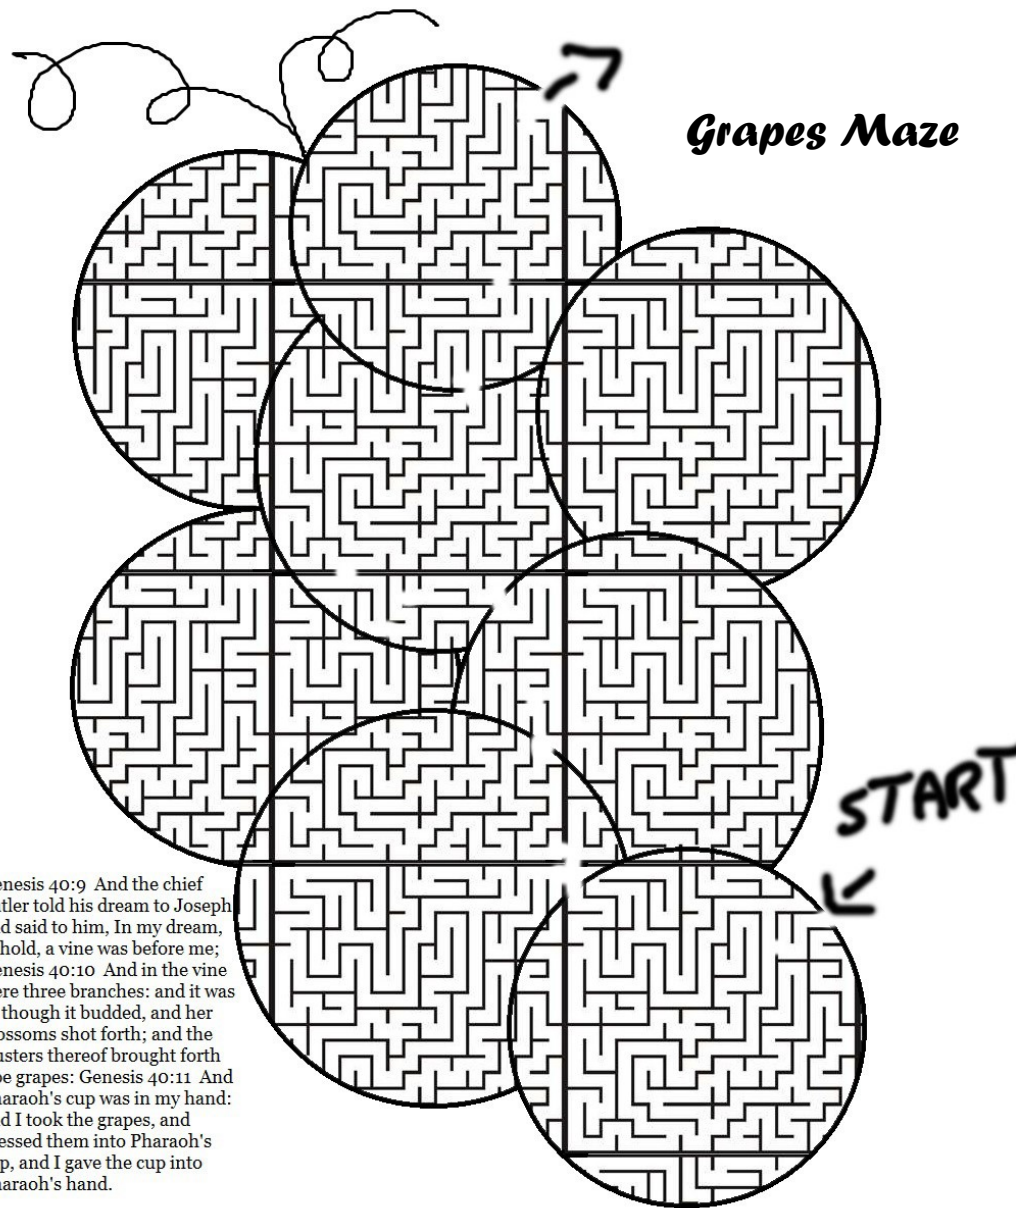 Grapes Maze
START
enesis 40:9 And the chief
tler told his dream to Joseph
d said to him, In my dream,
hold, a vine was before me;
enesis 40:10 And in the vine
ere three branches: and it was
though it budded, and her
ossoms shot forth; and the
usters thereof brought forth
e grapes: Genesis 40:11 And
araoh's cup was in my hand:
d I took the grapes, and
essed them into Pharaoh's
p, and I gave the cup into
araoh's hand.